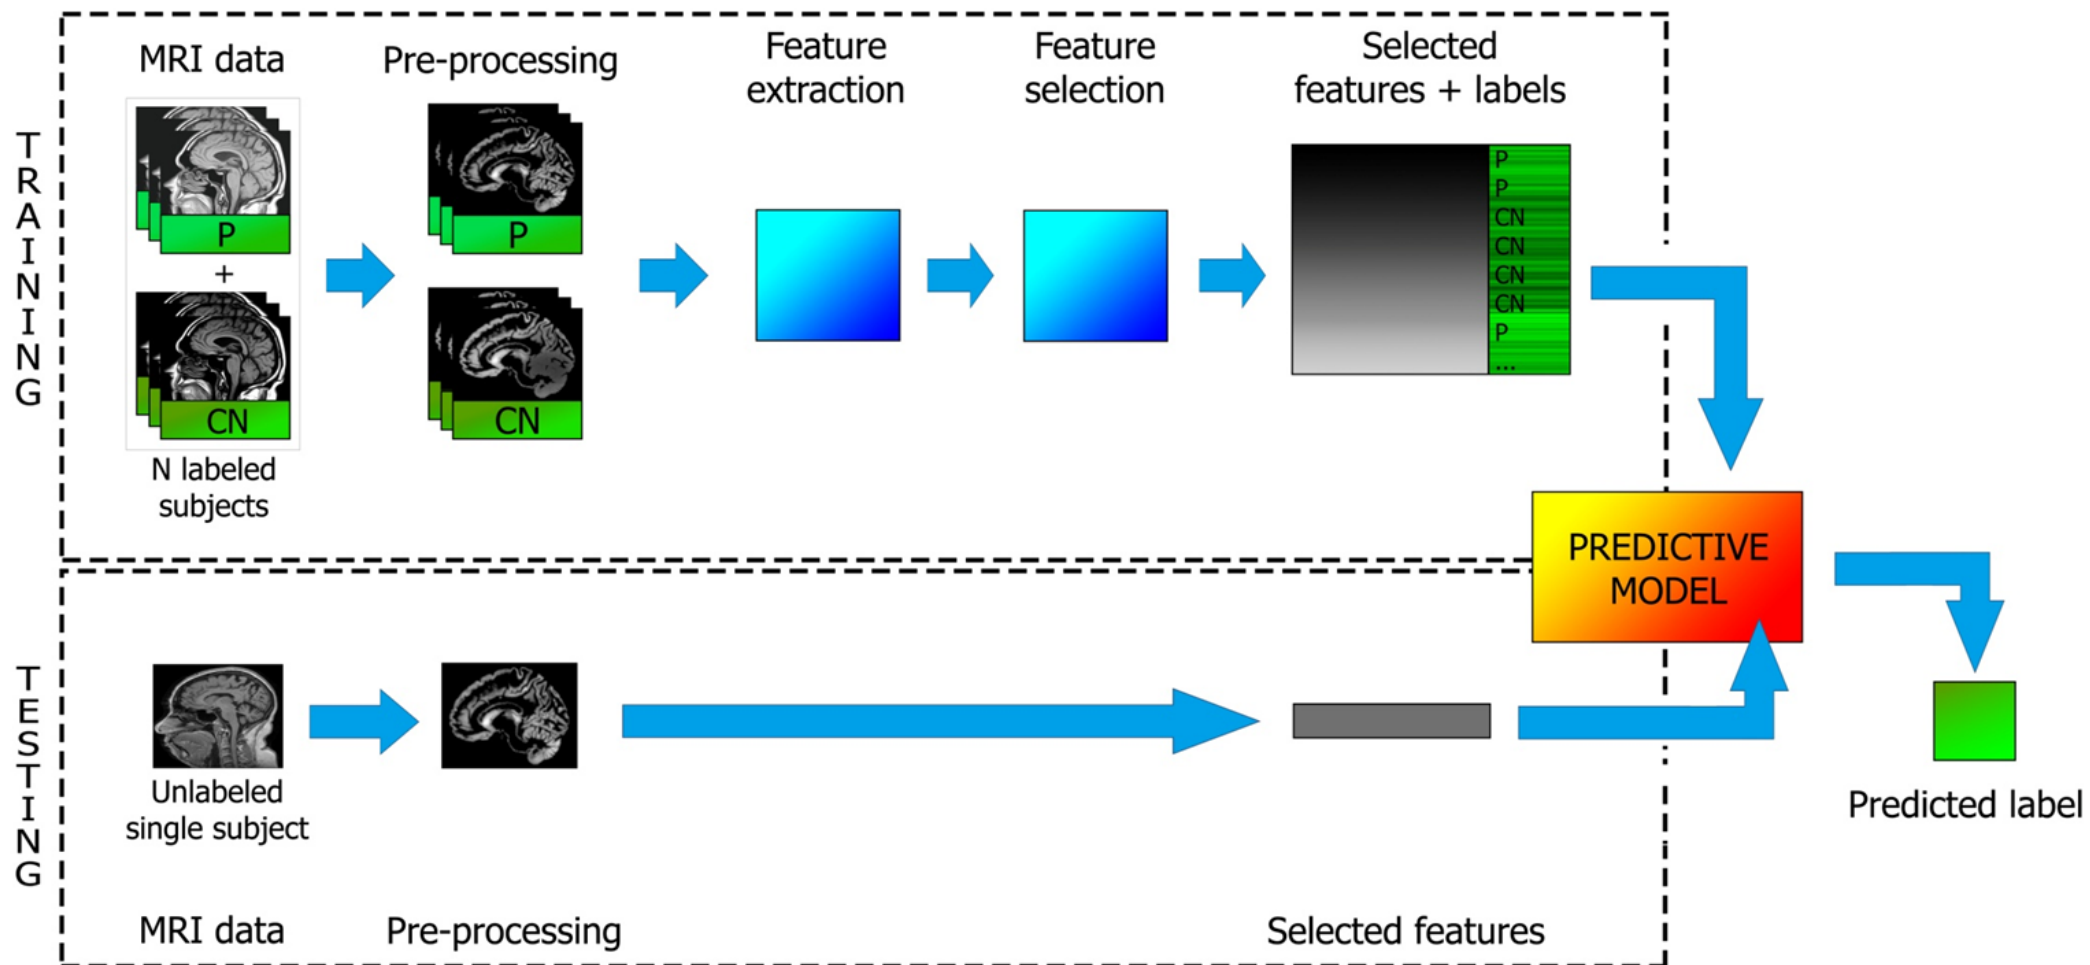 TRAINING
MRI data
Pre-processing
Feature
extraction
Feature
selection
Selected
features + labels
P
+
CN
N labeled
subjects
P
CN
P
P
CN
CN
CN
CN
P
...
PREDICTIVE
MODEL
TESTING
Unlabeled
single subject
MRI data
Pre-processing
Selected features
Predicted label